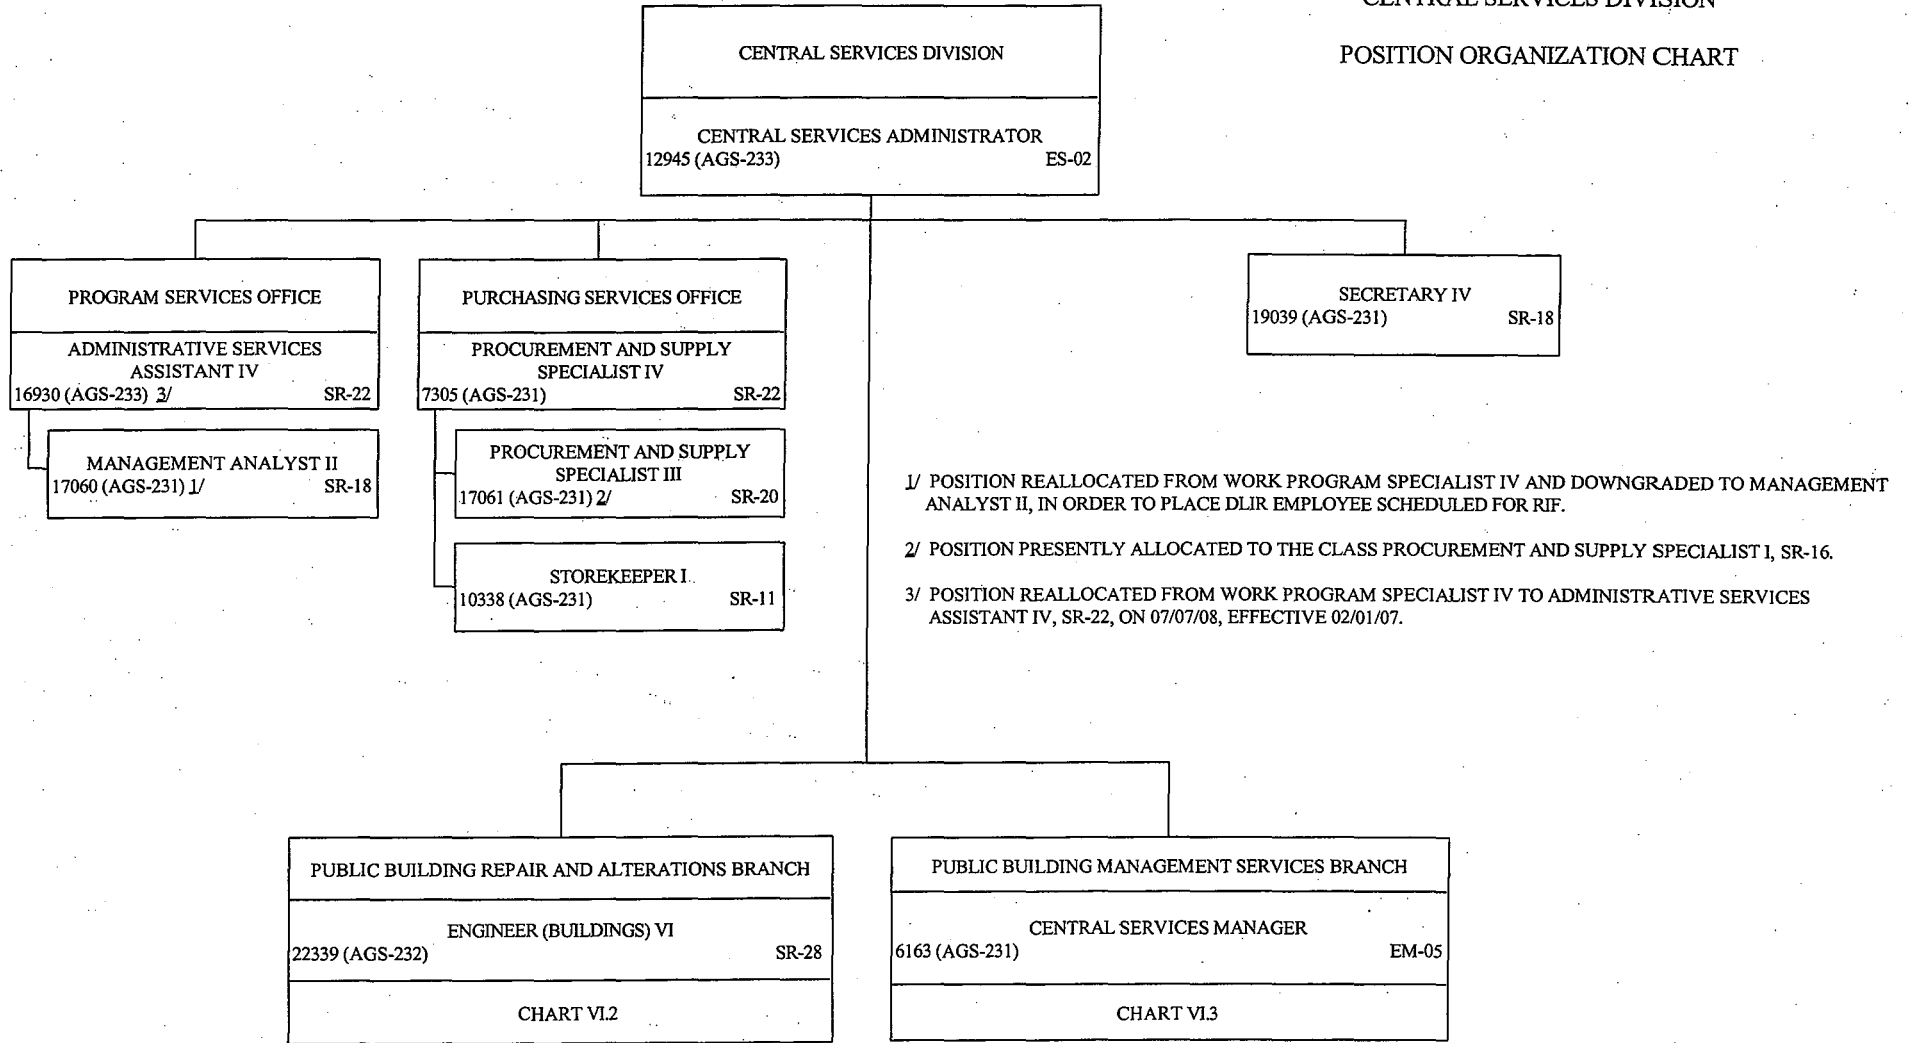 CENTRAL SERVICES DIVISION
POSITION ORGANIZATION CHART
CENTRAL SERVICES DIVISION
CENTRAL SERVICES ADMINISTRATOR
12945 (AGS-233) ES-02
PROGRAM SERVICES OFFICE
ADMINISTRATIVE SERVICES
ASSISTANT IV
16930 (AGS-233) 3/ SR-22
MANAGEMENT ANALYST II
17060 (AGS-231) 1/ SR-18
PURCHASING SERVICES OFFICE
PROCUREMENT AND SUPPLY
SPECIALIST IV
7305 (AGS-231) SR-22
PROCUREMENT AND SUPPLY
SPECIALIST III
17061 (AGS-231) 2/ SR-20
STOREKEEPER I
10338 (AGS-231) SR-11
SECRETARY IV
19039 (AGS-231) SR-18
1/ POSITION REALLOCATED FROM WORK PROGRAM SPECIALIST IV AND DOWNGRADED TO MANAGEMENT
ANALYST II, IN ORDER TO PLACE DLIR EMPLOYEE SCHEDULED FOR RIF.
2/ POSITION PRESENTLY ALLOCATED TO THE CLASS PROCUREMENT AND SUPPLY SPECIALIST I, SR-16.
3/ POSITION REALLOCATED FROM WORK PROGRAM SPECIALIST IV TO ADMINISTRATIVE SERVICES
ASSISTANT IV, SR-22, ON 07/07/08, EFFECTIVE 02/01/07.
PUBLIC BUILDING REPAIR AND ALTERATIONS BRANCH
ENGINEER (BUILDINGS) VI
22339 (AGS-232) SR-28
CHART VI.2
PUBLIC BUILDING MANAGEMENT SERVICES BRANCH
CENTRAL SERVICES MANAGER
6163 (AGS-231) EM-05
CHART VI.3